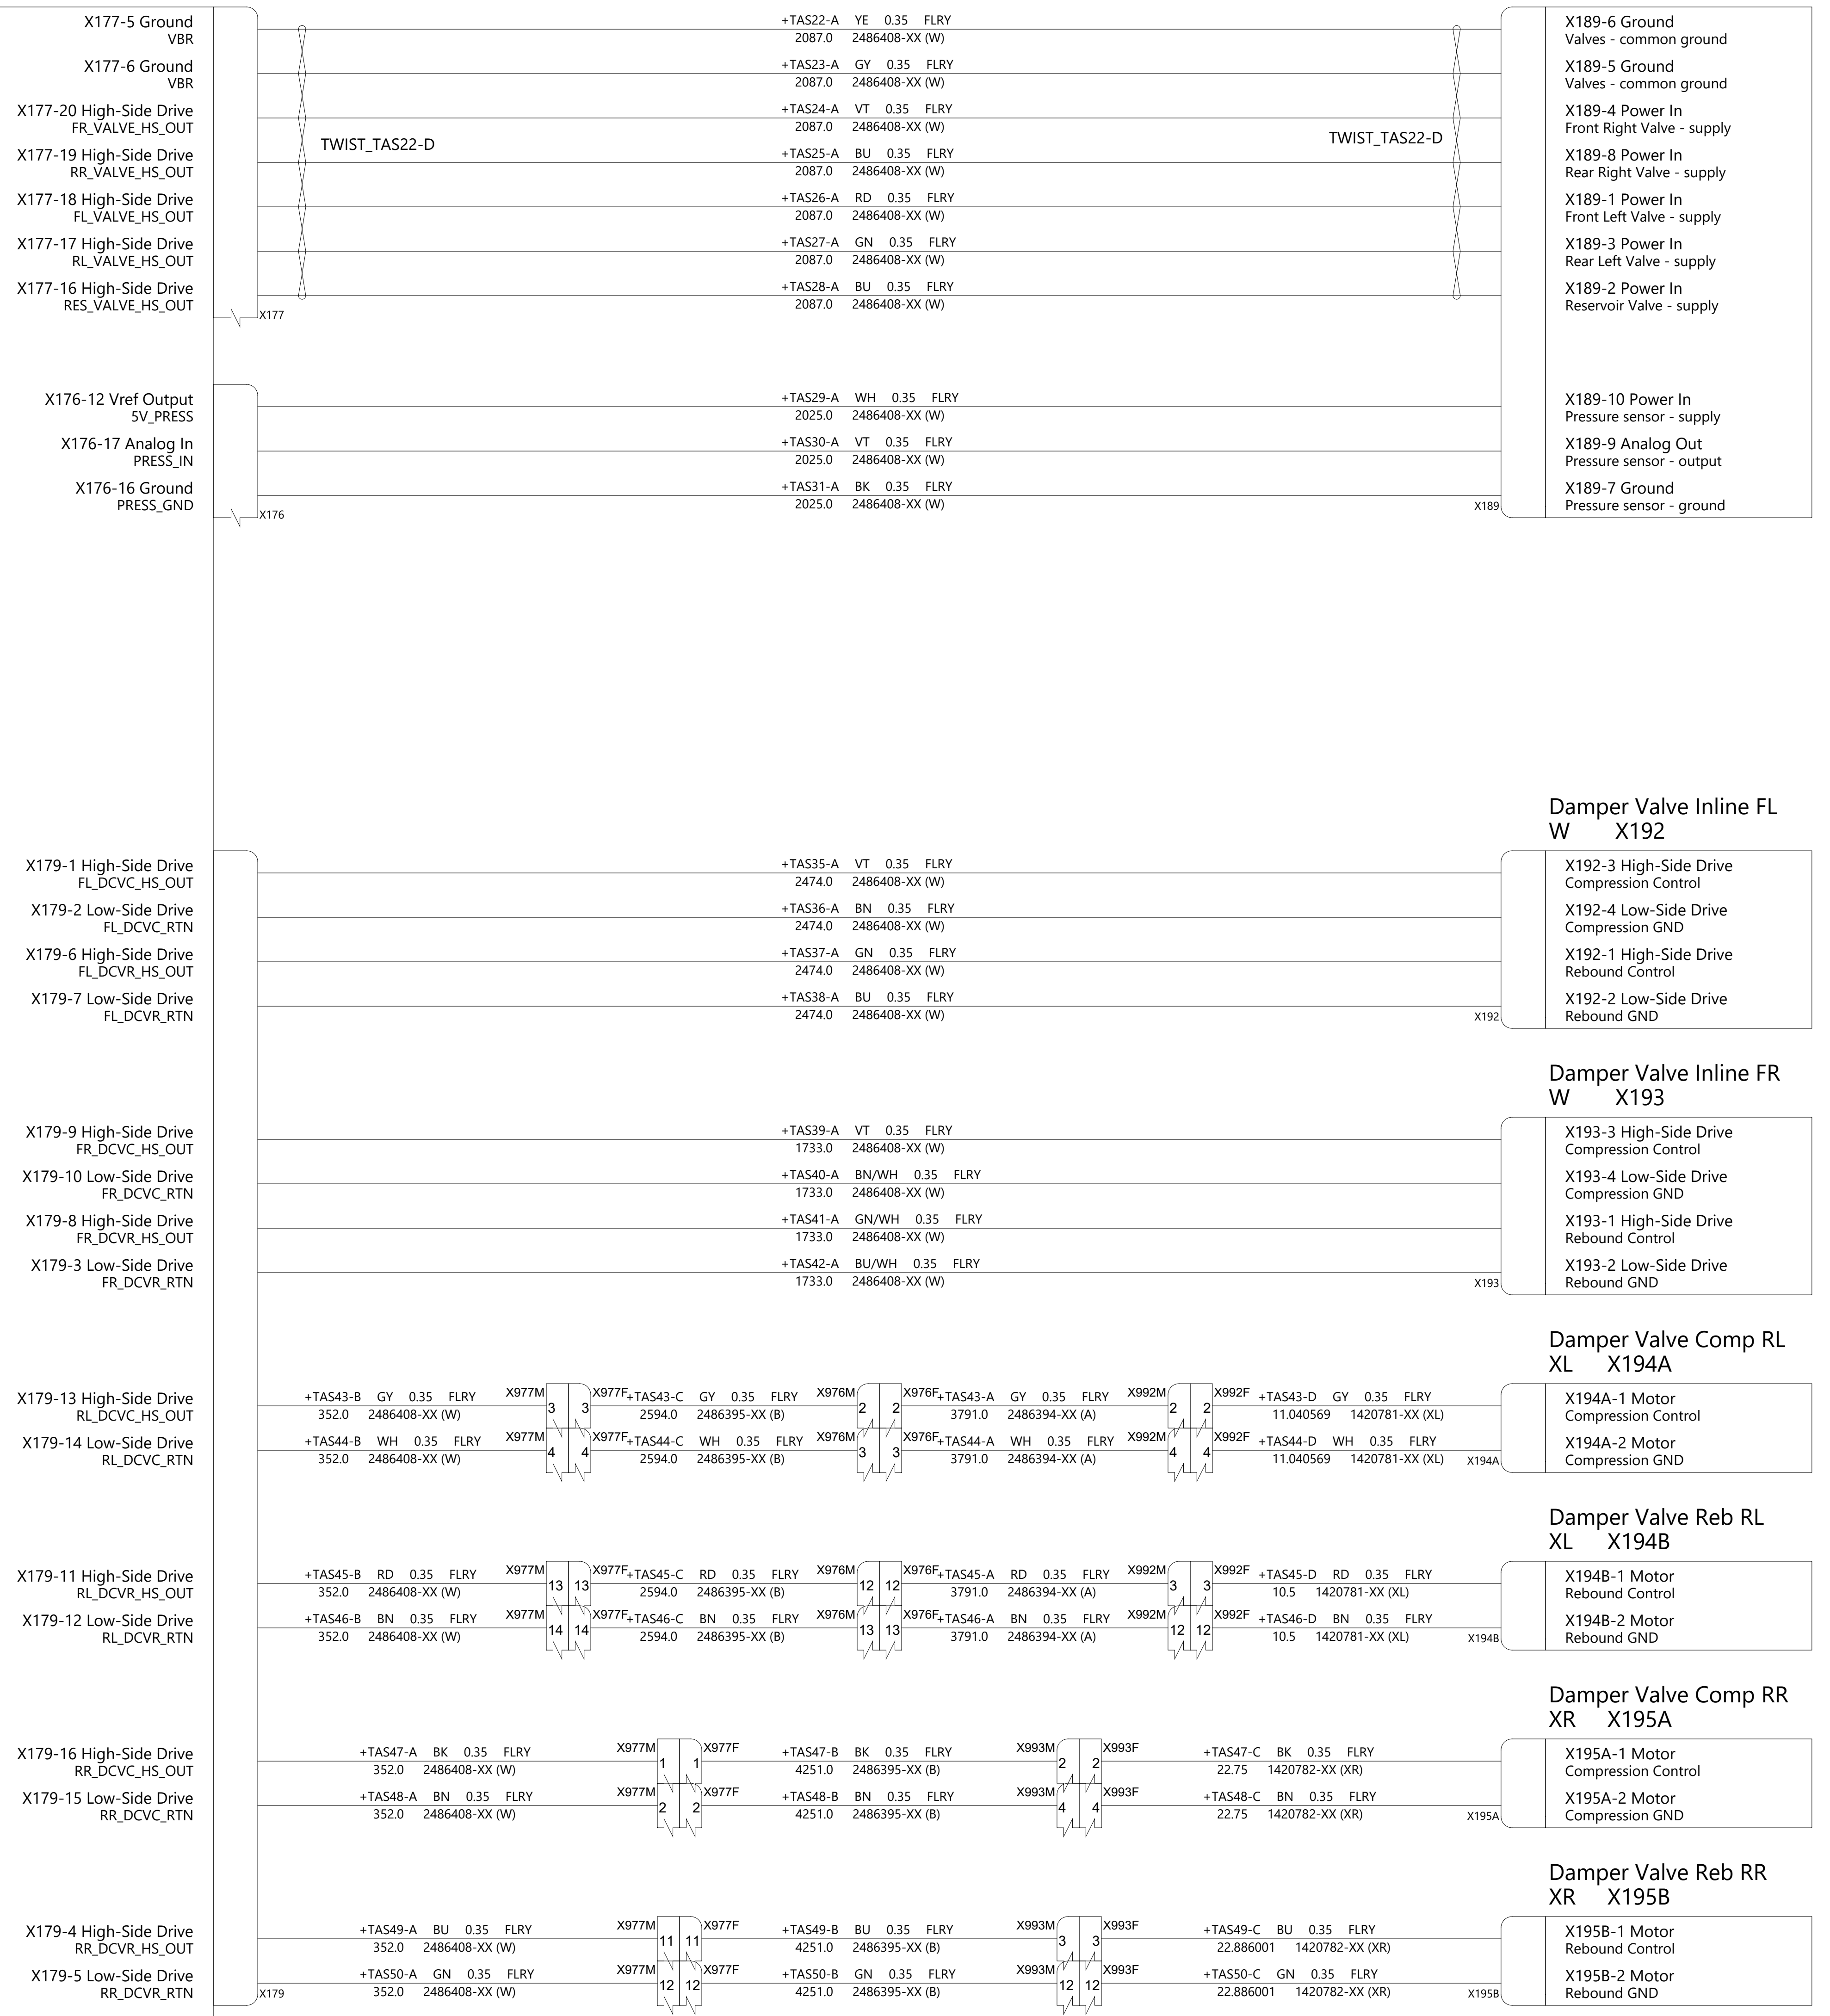 X177-5 Ground
VBR
+TAS22-A YE 0.35 FLRY
2087.0 2486408-XX (W)
X189-6 Ground
Valves - common ground
X177-6 Ground
VBR
+TAS23-A GY 0.35 FLRY
2087.0 2486408-XX (W)
X189-5 Ground
Valves - common ground
X177-20 High-Side Drive
FR_VALVE_HS_OUT
+TAS24-A VT 0.35 FLRY
2087.0 2486408-XX (W)
X189-4 Power In
Front Right Valve - supply
TWIST_TAS22-D
TWIST_TAS22-D
X177-19 High-Side Drive
RR_VALVE_HS_OUT
+TAS25-A BU 0.35 FLRY
2087.0 2486408-XX (W)
X189-8 Power In
Rear Right Valve - supply
X177-18 High-Side Drive
FL_VALVE_HS_OUT
+TAS26-A RD 0.35 FLRY
2087.0 2486408-XX (W)
X189-1 Power In
Front Left Valve - supply
X177-17 High-Side Drive
RL_VALVE_HS_OUT
+TAS27-A GN 0.35 FLRY
2087.0 2486408-XX (W)
X189-3 Power In
Rear Left Valve - supply
X177-16 High-Side Drive
RES_VALVE_HS_OUT
+TAS28-A BU 0.35 FLRY
2087.0 2486408-XX (W)
X189-2 Power In
Reservoir Valve - supply
X177
X176-12 Vref Output
5V_PRESS
+TAS29-A WH 0.35 FLRY
2025.0 2486408-XX (W)
X189-10 Power In
Pressure sensor - supply
X176-17 Analog In
PRESS_IN
+TAS30-A VT 0.35 FLRY
2025.0 2486408-XX (W)
X189-9 Analog Out
Pressure sensor - output
X176-16 Ground
PRESS_GND
+TAS31-A BK 0.35 FLRY
2025.0 2486408-XX (W)
X189-7 Ground
Pressure sensor - ground
X176
X189
Damper Valve Inline FL
W X192
X179-1 High-Side Drive
FL_DCVC_HS_OUT
+TAS35-A VT 0.35 FLRY
2474.0 2486408-XX (W)
X192-3 High-Side Drive
Compression Control
X179-2 Low-Side Drive
FL_DCVC_RTN
+TAS36-A BN 0.35 FLRY
2474.0 2486408-XX (W)
X192-4 Low-Side Drive
Compression GND
X179-6 High-Side Drive
FL_DCVR_HS_OUT
+TAS37-A GN 0.35 FLRY
2474.0 2486408-XX (W)
X192-1 High-Side Drive
Rebound Control
X179-7 Low-Side Drive
FL_DCVR_RTN
+TAS38-A BU 0.35 FLRY
2474.0 2486408-XX (W)
X192
X192-2 Low-Side Drive
Rebound GND
Damper Valve Inline FR
W X193
X179-9 High-Side Drive
FR_DCVC_HS_OUT
+TAS39-A VT 0.35 FLRY
1733.0 2486408-XX (W)
X193-3 High-Side Drive
Compression Control
X179-10 Low-Side Drive
FR_DCVC_RTN
+TAS40-A BN/WH 0.35 FLRY
1733.0 2486408-XX (W)
X193-4 Low-Side Drive
Compression GND
X179-8 High-Side Drive
FR_DCVR_HS_OUT
+TAS41-A GN/WH 0.35 FLRY
1733.0 2486408-XX (W)
X193-1 High-Side Drive
Rebound Control
X179-3 Low-Side Drive
FR_DCVR_RTN
+TAS42-A BU/WH 0.35 FLRY
1733.0 2486408-XX (W)
X193
X193-2 Low-Side Drive
Rebound GND
Damper Valve Comp RL
XL X194A
X179-13 High-Side Drive
RL_DCVC_HS_OUT
+TAS43-B GY 0.35 FLRY
352.0 2486408-XX (W)
X977M 3 3 X977F
+TAS43-C GY 0.35 FLRY
2594.0 2486395-XX (B)
X976M 2 2 X976F
+TAS43-A GY 0.35 FLRY
3791.0 2486394-XX (A)
X992M 2 2 X992F
+TAS43-D GY 0.35 FLRY
11.040569 1420781-XX (XL)
X194A-1 Motor
Compression Control
X179-14 Low-Side Drive
RL_DCVC_RTN
+TAS44-B WH 0.35 FLRY
352.0 2486408-XX (W)
X977M 4 4 X977F
+TAS44-C WH 0.35 FLRY
2594.0 2486395-XX (B)
X976M 3 3 X976F
+TAS44-A WH 0.35 FLRY
3791.0 2486394-XX (A)
X992M 4 4 X992F
+TAS44-D WH 0.35 FLRY
11.040569 1420781-XX (XL)
X194A
X194A-2 Motor
Compression GND
Damper Valve Reb RL
XL X194B
X179-11 High-Side Drive
RL_DCVR_HS_OUT
+TAS45-B RD 0.35 FLRY
352.0 2486408-XX (W)
X977M 13 13 X977F
+TAS45-C RD 0.35 FLRY
2594.0 2486395-XX (B)
X976M 12 12 X976F
+TAS45-A RD 0.35 FLRY
3791.0 2486394-XX (A)
X992M 3 3 X992F
+TAS45-D RD 0.35 FLRY
10.5 1420781-XX (XL)
X194B-1 Motor
Rebound Control
X179-12 Low-Side Drive
RL_DCVR_RTN
+TAS46-B BN 0.35 FLRY
352.0 2486408-XX (W)
X977M 14 14 X977F
+TAS46-C BN 0.35 FLRY
2594.0 2486395-XX (B)
X976M 13 13 X976F
+TAS46-A BN 0.35 FLRY
3791.0 2486394-XX (A)
X992M 12 12 X992F
+TAS46-D BN 0.35 FLRY
10.5 1420781-XX (XL)
X194B
X194B-2 Motor
Rebound GND
Damper Valve Comp RR
XR X195A
X179-16 High-Side Drive
RR_DCVC_HS_OUT
+TAS47-A BK 0.35 FLRY
352.0 2486408-XX (W)
X977M 1 1 X977F
+TAS47-B BK 0.35 FLRY
4251.0 2486395-XX (B)
X993M 2 2 X993F
+TAS47-C BK 0.35 FLRY
22.75 1420782-XX (XR)
X195A-1 Motor
Compression Control
X179-15 Low-Side Drive
RR_DCVC_RTN
+TAS48-A BN 0.35 FLRY
352.0 2486408-XX (W)
X977M 2 2 X977F
+TAS48-B BN 0.35 FLRY
4251.0 2486395-XX (B)
X993M 4 4 X993F
+TAS48-C BN 0.35 FLRY
22.75 1420782-XX (XR)
X195A
X195A-2 Motor
Compression GND
Damper Valve Reb RR
XR X195B
X179-4 High-Side Drive
RR_DCVR_HS_OUT
+TAS49-A BU 0.35 FLRY
352.0 2486408-XX (W)
X977M 11 11 X977F
+TAS49-B BU 0.35 FLRY
4251.0 2486395-XX (B)
X993M 3 3 X993F
+TAS49-C BU 0.35 FLRY
22.886001 1420782-XX (XR)
X195B-1 Motor
Rebound Control
X179-5 Low-Side Drive
RR_DCVR_RTN
X179
+TAS50-A GN 0.35 FLRY
352.0 2486408-XX (W)
X977M 12 12 X977F
+TAS50-B GN 0.35 FLRY
4251.0 2486395-XX (B)
X993M 12 12 X993F
+TAS50-C GN 0.35 FLRY
22.886001 1420782-XX (XR)
X195B
X195B-2 Motor
Rebound GND